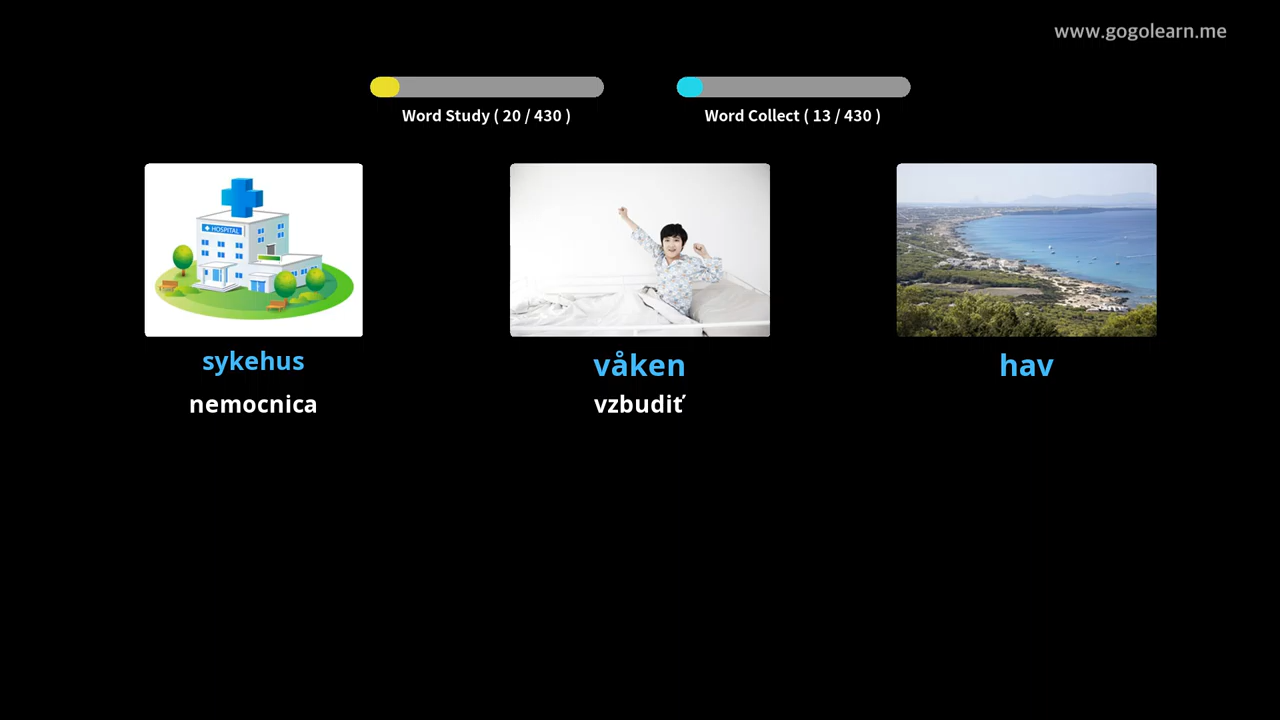 www.gogolearn.me
Word Study ( 20 / 430 )
Word Collect ( 13 / 430 )
HOSPITAL
sykehus
våken
hav
nemocnica
vzbudiť